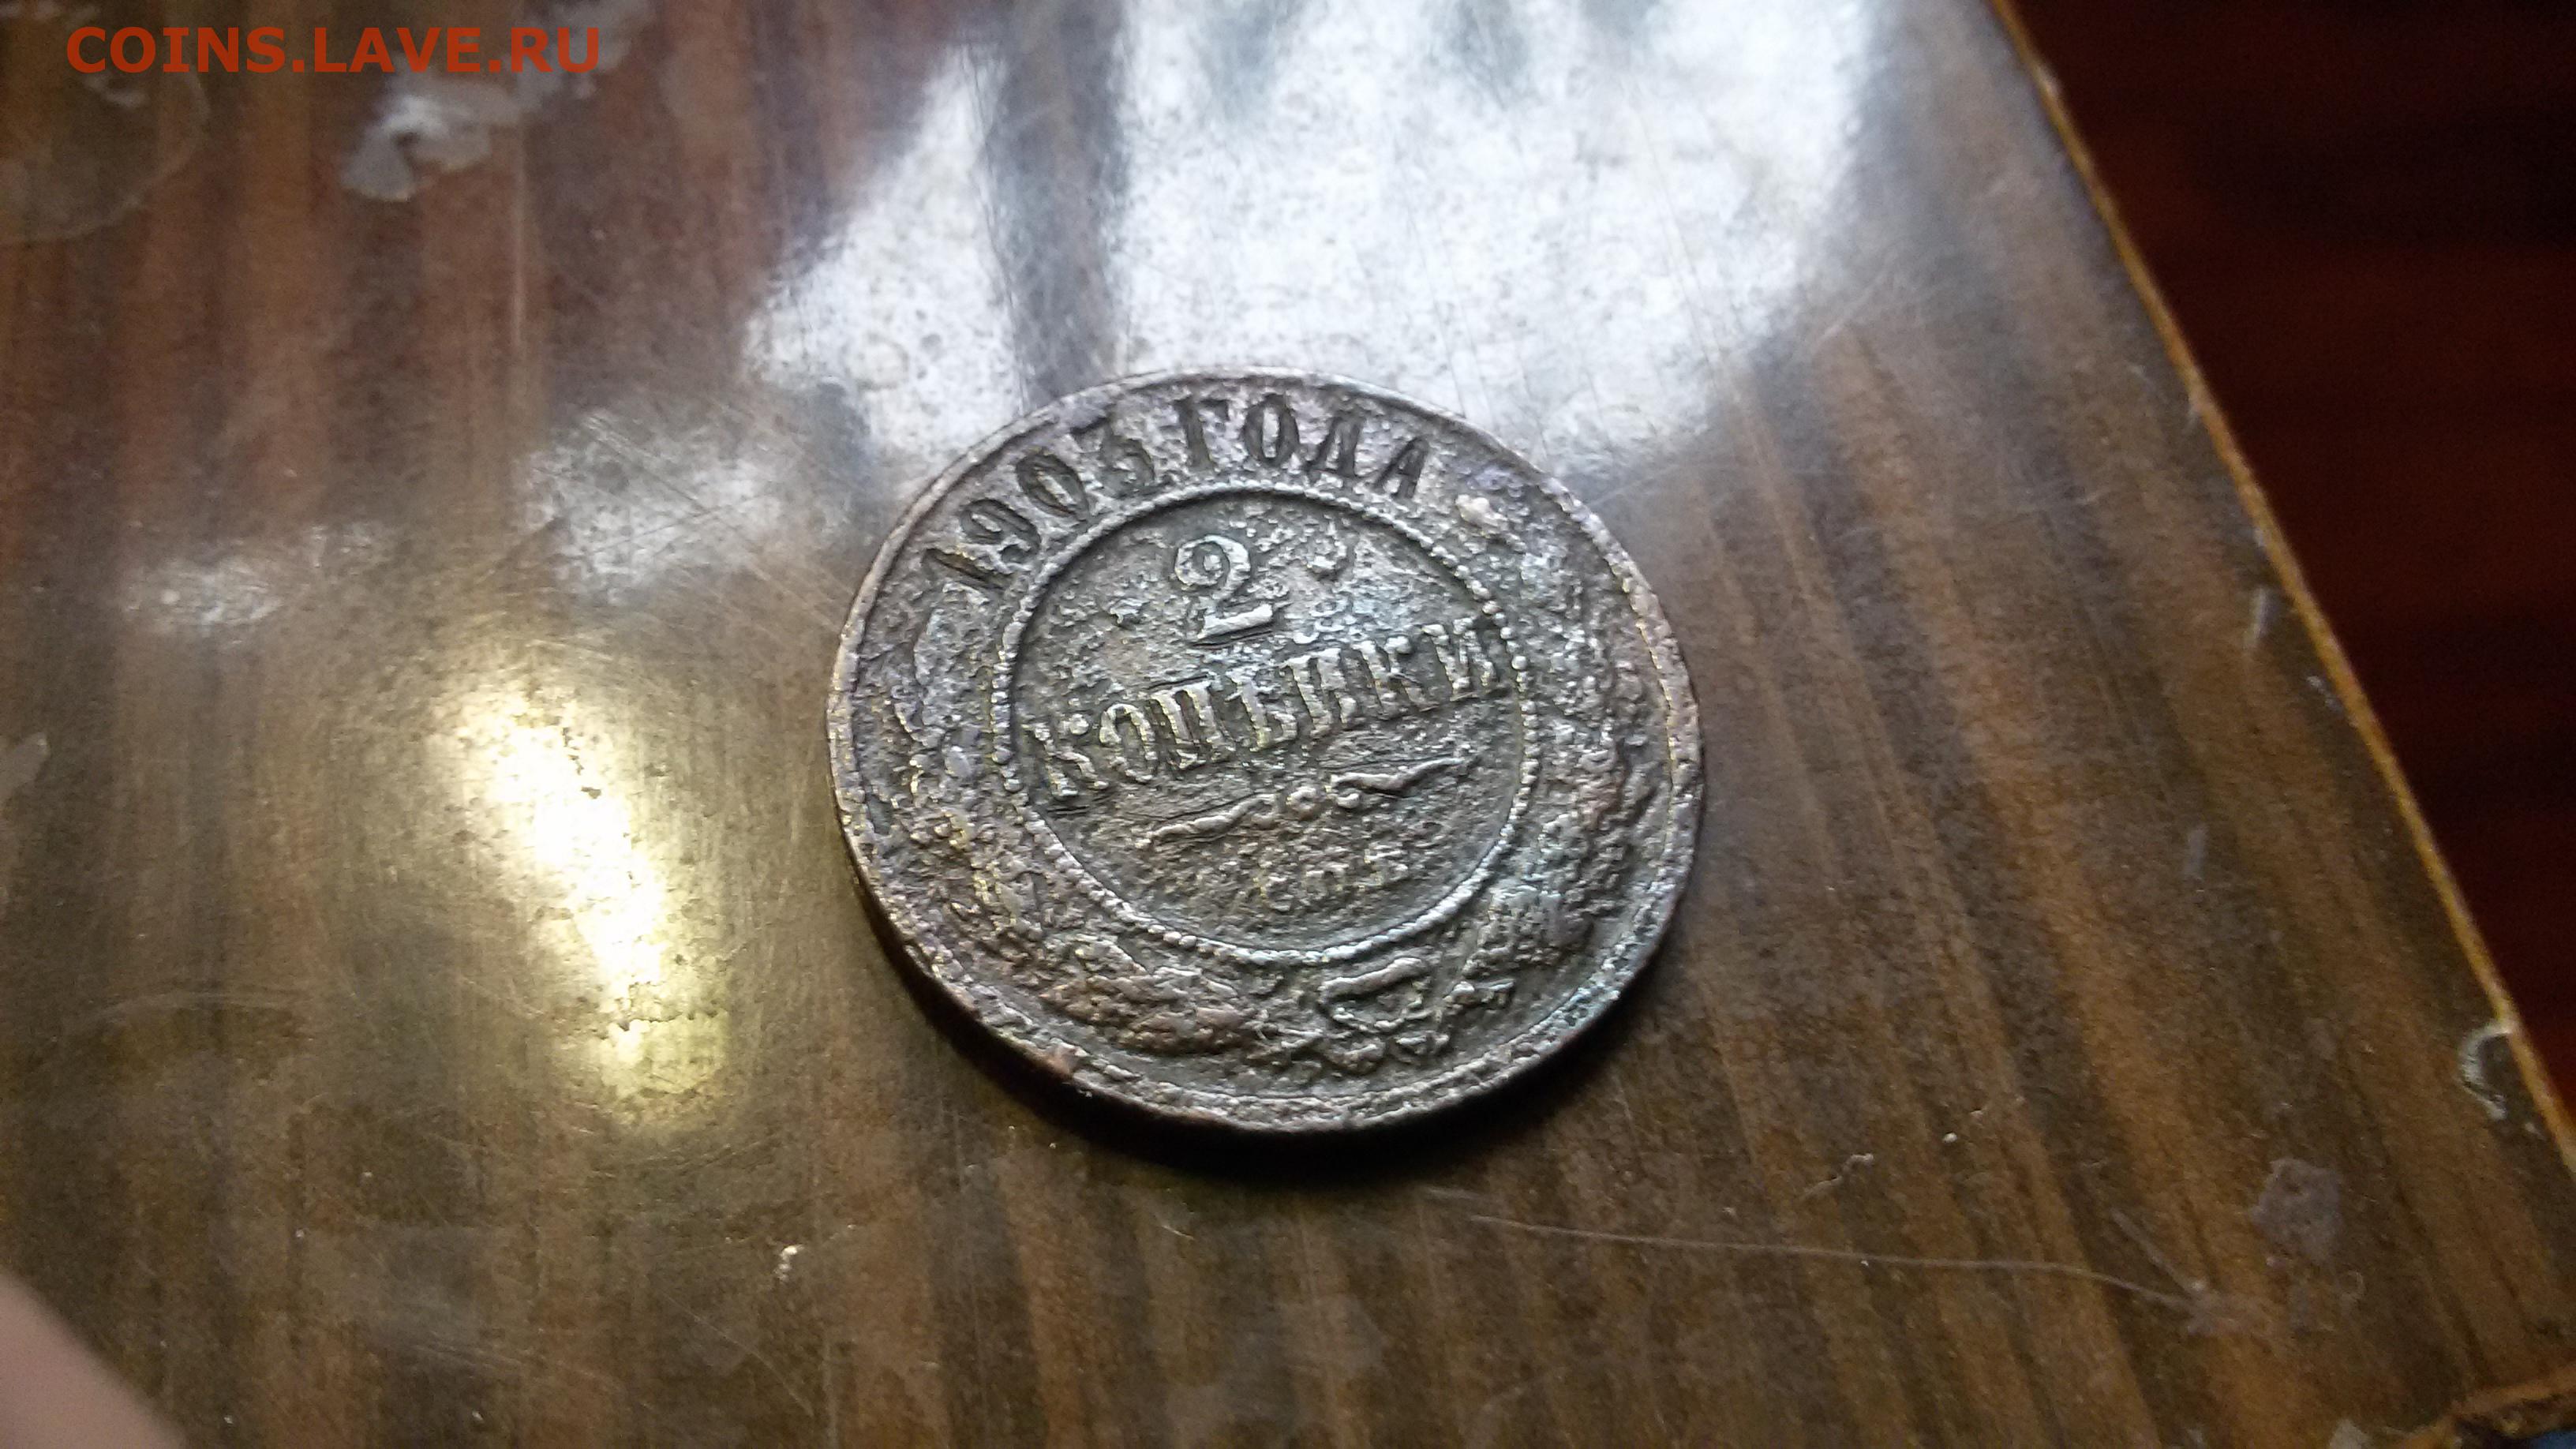 COINS.LAVE.RU
1903 ГОДА
2
КОПѢЙКИ
С.П.Б.